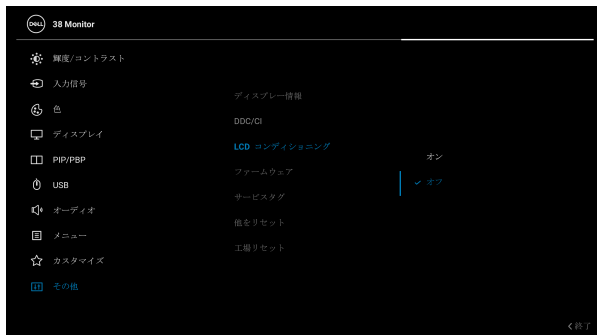 DELL 38 Monitor
輝度/コントラスト
入力信号
色
ディスプレイ
PIP/PBP
USB
オーディオ
メニュー
カスタマイズ
その他
ディスプレー情報
DDC/CI
LCD コンディショニング
ファームウェア
サービスタグ
他をリセット
工場リセット
オン
オフ
終了